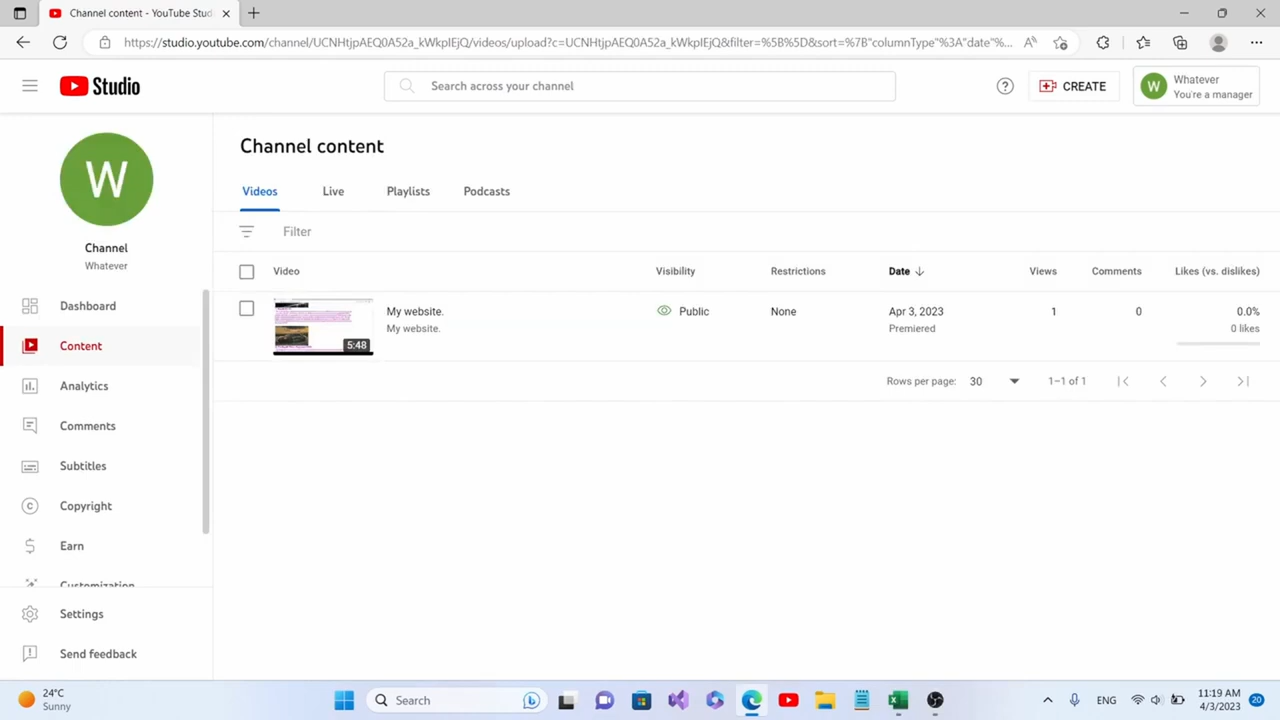 Channel content - YouTube Stud
https://studio.youtube.com/channel/UCNHtjpAEQ0A52a_kWkpIEjQ/videos/upload?c=UCNHtjpAEQ0A52a_kWkpIEjQ&filter=%5B%5D&sort=%7B"columnType"%3A"date"%...
Studio
Search across your channel
CREATE
W
Whatever
You're a manager
W
Channel
Whatever
Dashboard
Content
Analytics
Comments
Subtitles
Copyright
Earn
Customization
Settings
Send feedback
Channel content
Videos Live Playlists Podcasts
Filter
Video Visibility Restrictions Date Views Comments Likes (vs. dislikes)
5:48
My website. Public None Apr 3, 2023 1 0 0.0%
My website. Premiered 0 likes
Rows per page: 30 1–1 of 1
24°C
Sunny
Search
ENG
11:19 AM
4/3/2023
20